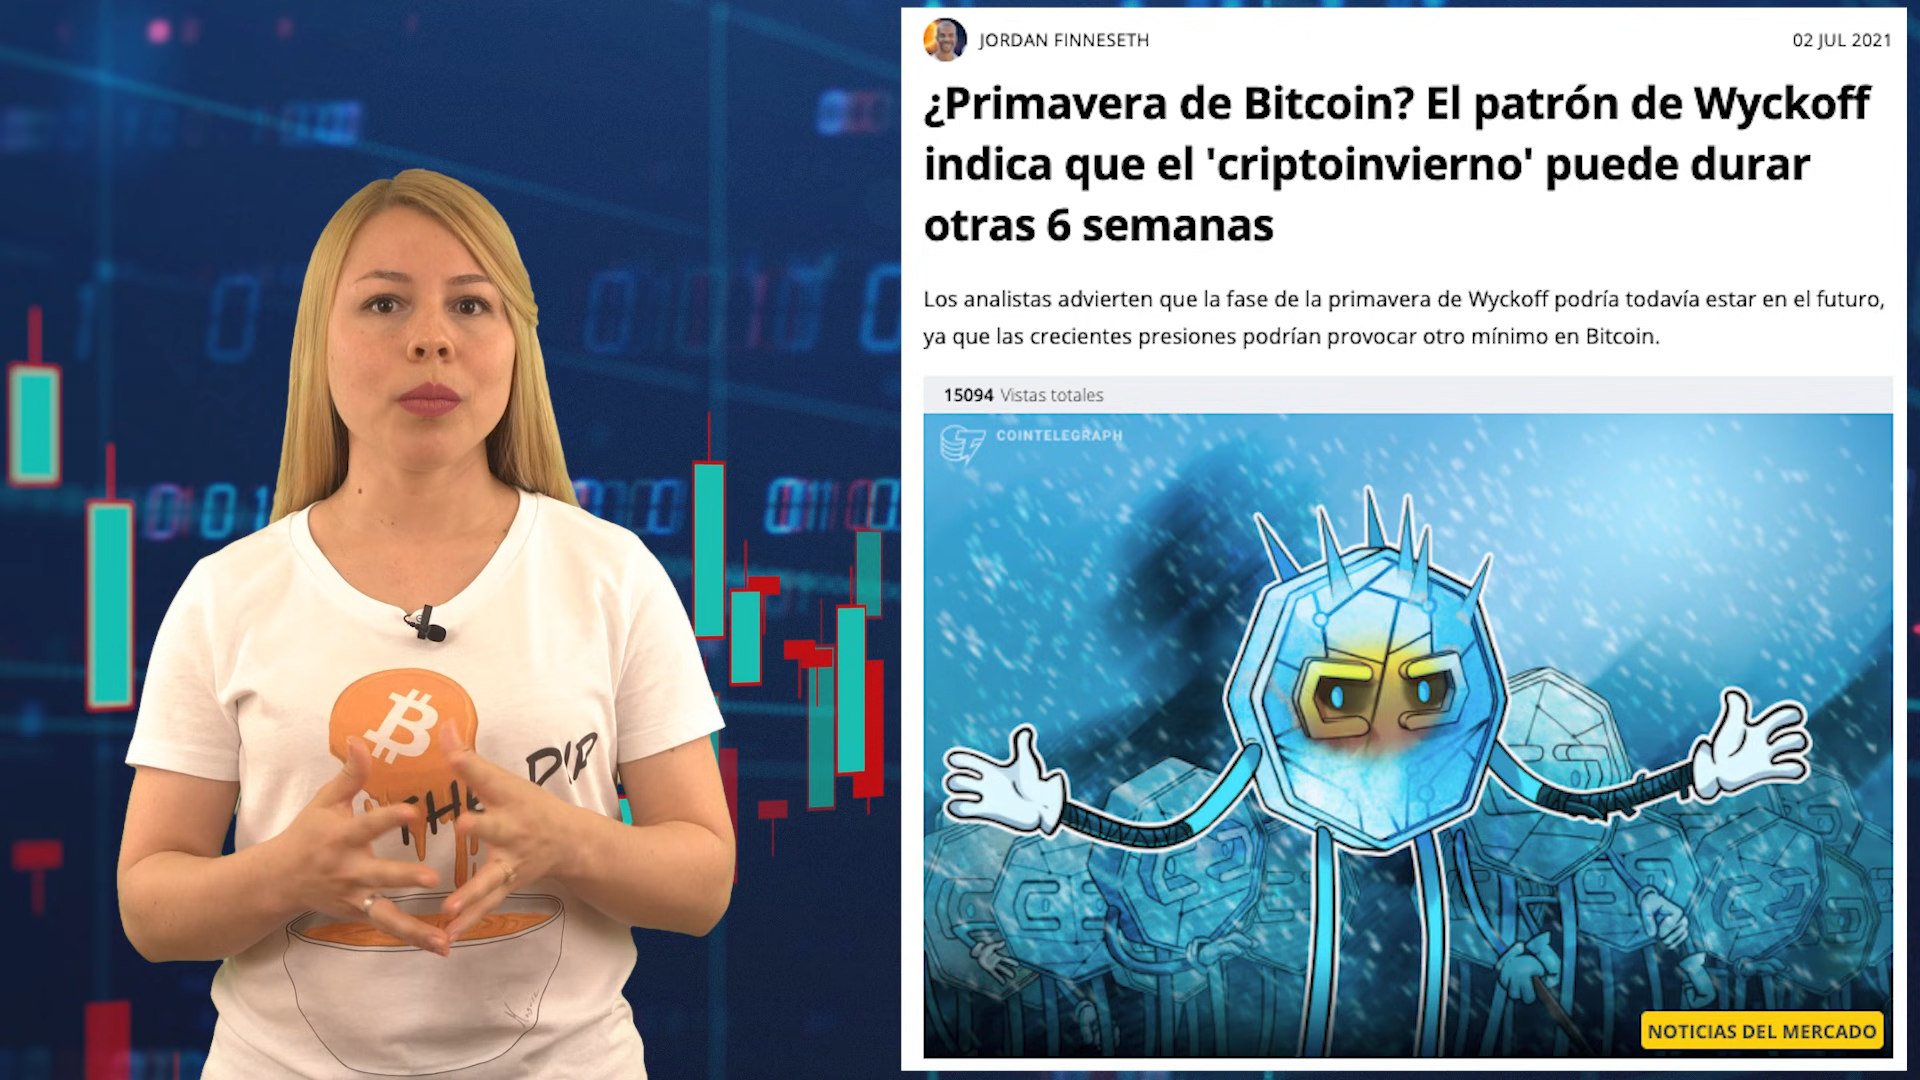 JORDAN FINNESETH
02 JUL 2021
¿Primavera de Bitcoin? El patrón de Wyckoff
indica que el 'criptoinvierno' puede durar
otras 6 semanas
Los analistas advierten que la fase de la primavera de Wyckoff podría todavía estar en el futuro,
ya que las crecientes presiones podrían provocar otro mínimo en Bitcoin.
15094 Vistas totales
COINTELEGRAPH
NOTICIAS DEL MERCADO
THE DIP